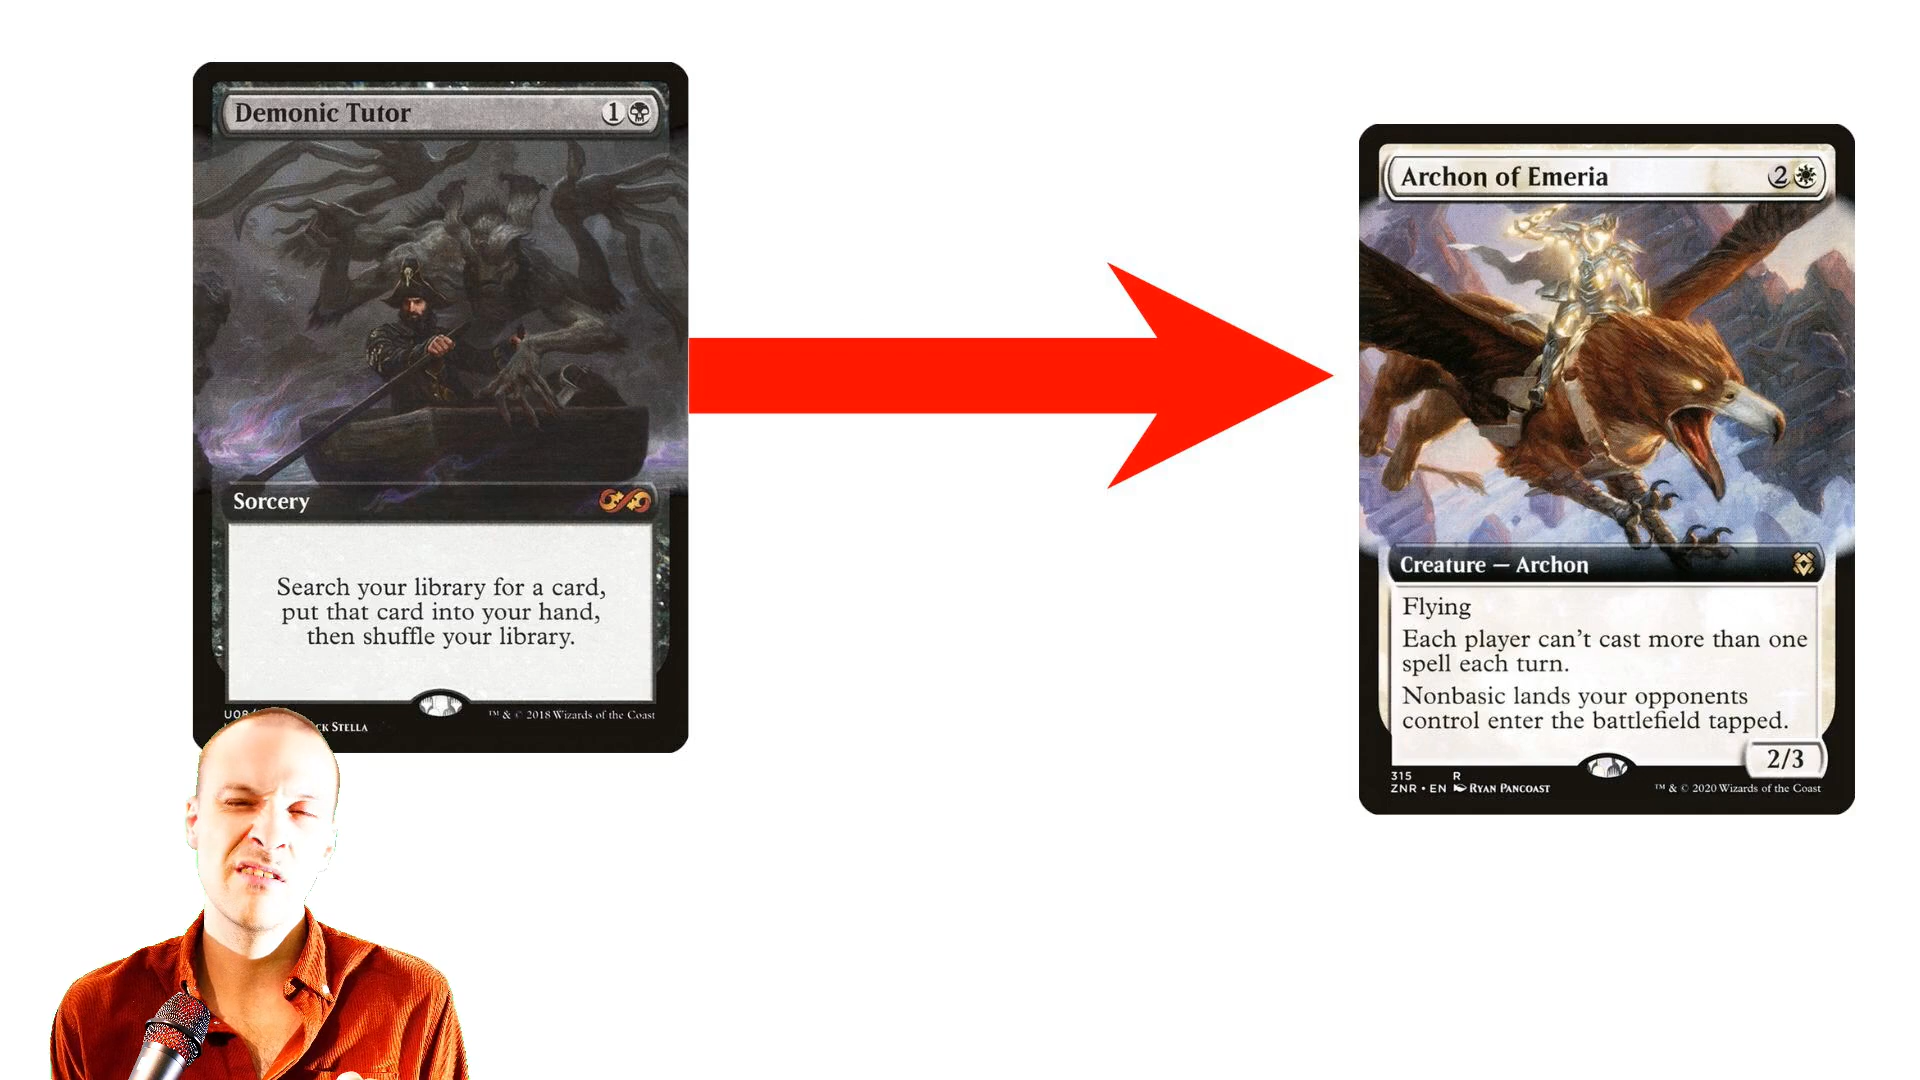 Demonic Tutor
1
Sorcery
Search your library for a card,
put that card into your hand,
then shuffle your library.
™ & © 2018 Wizards of the Coast
STELLA
Archon of Emeria
2
Creature — Archon
Flying
Each player can't cast more than one
spell each turn.
Nonbasic lands your opponents
control enter the battlefield tapped.
2/3
315 R
ZNR • EN Ryan Pancoast
™ & © 2020 Wizards of the Coast